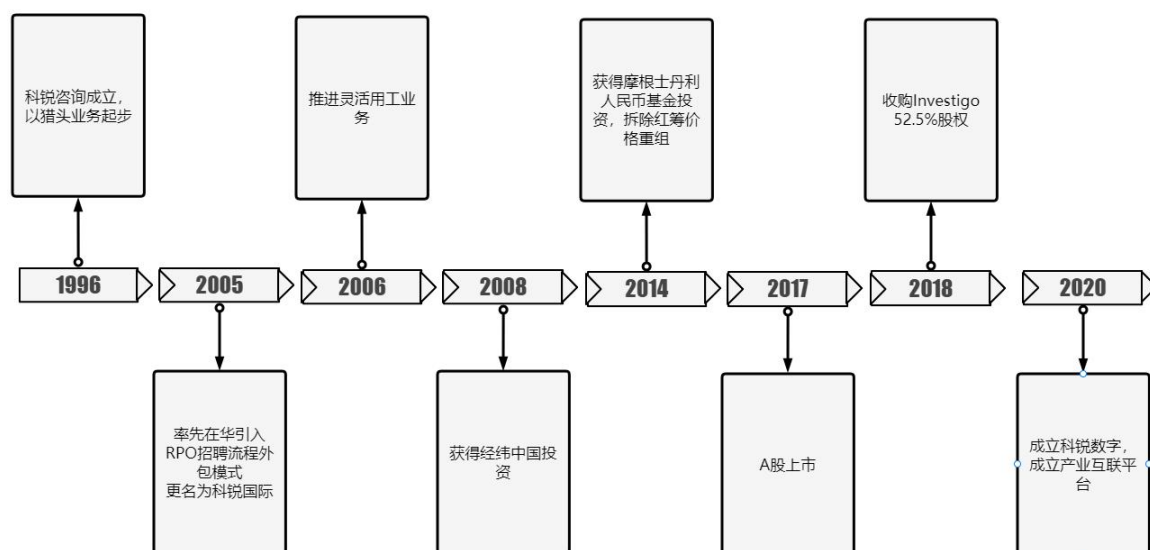 科锐咨询成立,
以猎头业务起步
推进灵活用工业
务
获得摩根士丹利
人民币基金投
资，拆除红筹价
格重组
收购Investigo
52.5%股权
1996
2005
2006
2008
2014
2017
2018
2020
率先在华引入
RPO招聘流程外
包模式
更名为科锐国际
获得经纬中国投
资
A股上市
成立科锐数字，
成立产业互联平
台